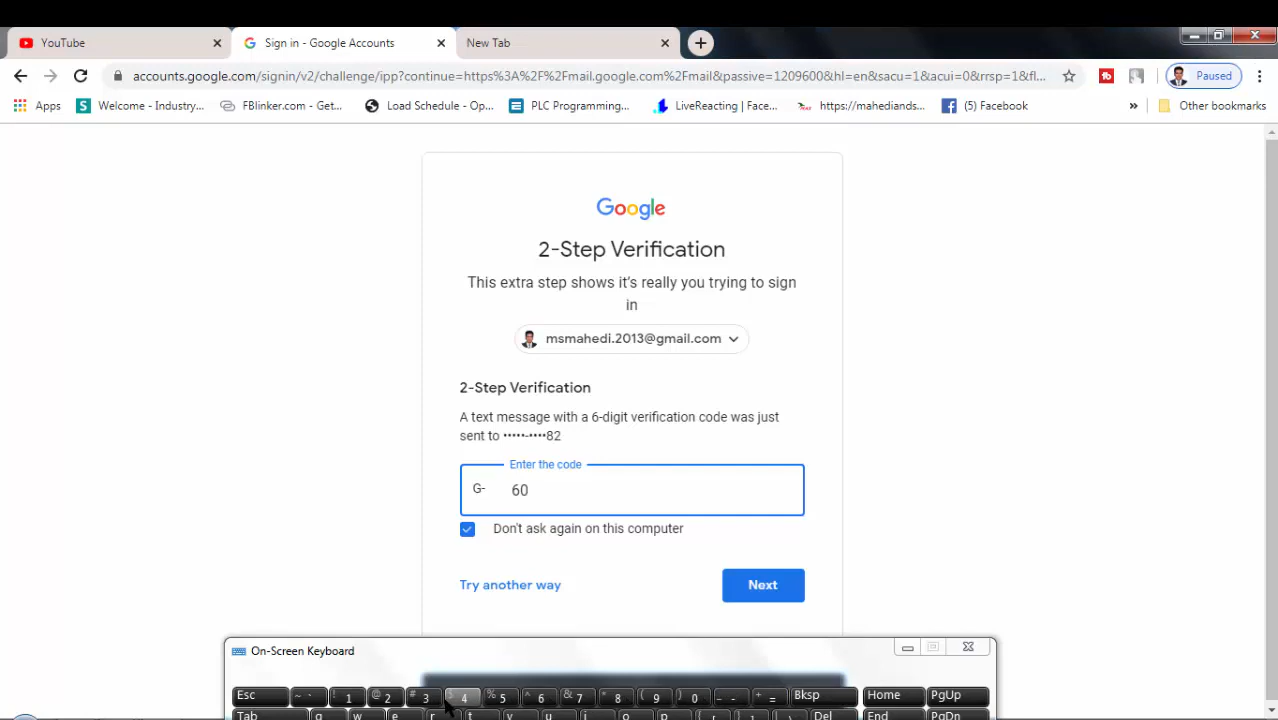 YouTube
Sign in - Google Accounts
New Tab
accounts.google.com/signin/v2/challenge/ipp?continue=https%3A%2F%2Fmail.google.com%2Fmail&passive=1209600&hl=en&sacu=1&acui=0&rrsp=1&fl...
Paused
Apps
Welcome - Industry...
FBlinker.com - Get...
Load Schedule - Op...
PLC Programming...
LiveReading | Face...
https://mahediands...
(5) Facebook
»
Other bookmarks
Google
2-Step Verification
This extra step shows it's really you trying to sign
in
msmahedi.2013@gmail.com
2-Step Verification
A text message with a 6-digit verification code was just
sent to •••••-••••82
Enter the code
G- 60
Don't ask again on this computer
Try another way
Next
On-Screen Keyboard
Esc ~ ` ! 1 @ 2 # 3 $ 4 % 5 ^ 6 & 7 * 8 ( 9 ) 0 _ - + = Bksp Home PgUp
Tab q w e r t y u i o p [ ] \ Del End PgDn